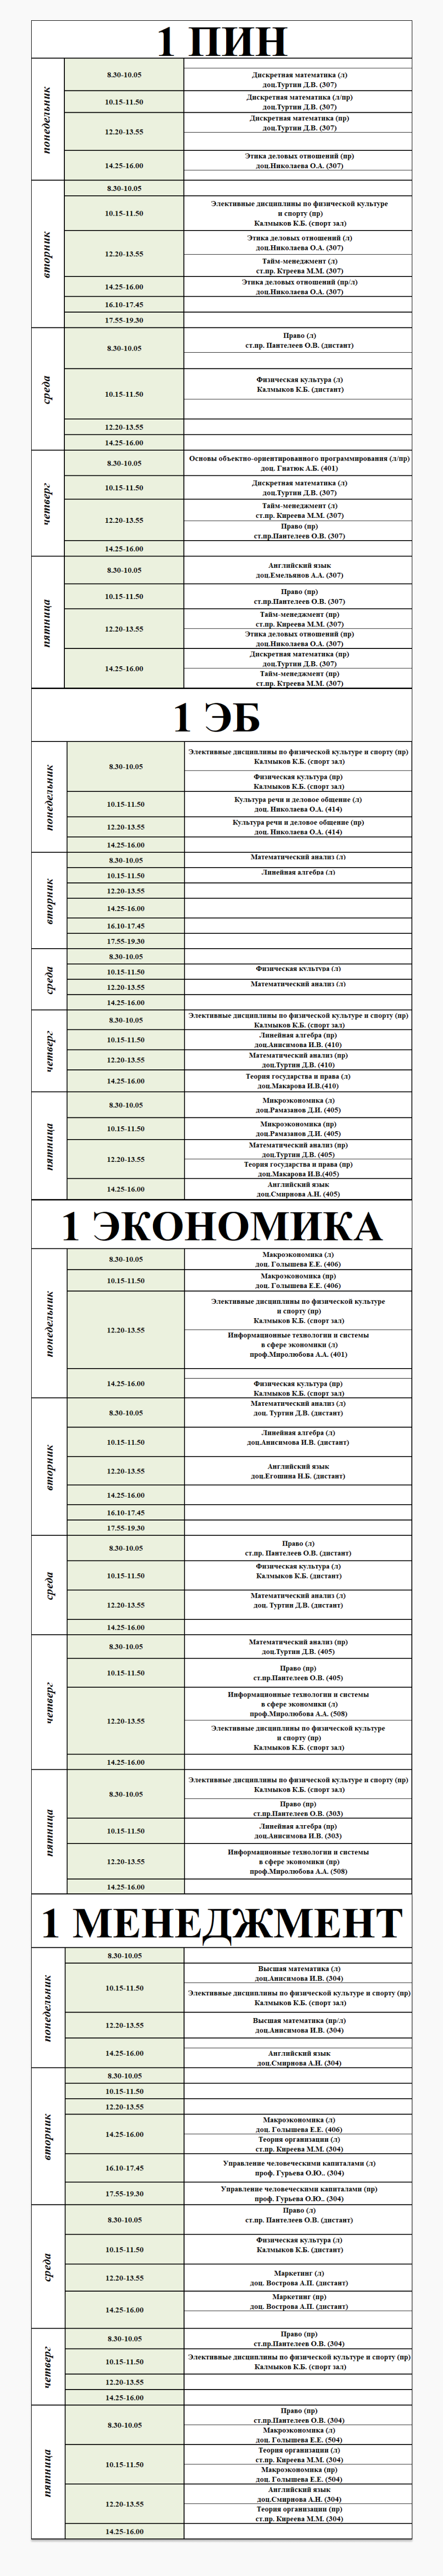 1 ПИН
понедельник
8.30-10.05
Дискретная математика (л)
доц.Туртин Д.В. (307)
10.15-11.50
Дискретная математика (л/пр)
доц.Туртин Д.В. (307)
12.20-13.55
Дискретная математика (пр)
доц.Туртин Д.В. (307)
14.25-16.00
Этика деловых отношений (пр)
доц.Николаева О.А. (307)
вторник
8.30-10.05
10.15-11.50
Элективные дисциплины по физической культуре
и спорту (пр)
Калмыков К.Б. (спорт зал)
12.20-13.55
Этика деловых отношений (л)
доц.Николаева О.А. (307)
Тайм-менеджмент (л)
ст.пр. Ктреева М.М. (307)
14.25-16.00
Этика деловых отношений (пр/л)
доц.Николаева О.А. (307)
16.10-17.45
17.55-19.30
среда
8.30-10.05
Право (л)
ст.пр. Пантелеев О.В. (дистант)
10.15-11.50
Физическая культура (л)
Калмыков К.Б. (дистант)
12.20-13.55
14.25-16.00
четверг
8.30-10.05
Основы объектно-ориентированного программирования (л/пр)
доц. Гнатюк А.Б. (401)
10.15-11.50
Дискретная математика (л)
доц.Туртин Д.В. (307)
12.20-13.55
Тайм-менеджмент (л)
ст.пр. Киреева М.М. (307)
Право (пр)
ст.пр.Пантелеев О.В. (307)
14.25-16.00
пятница
8.30-10.05
Английский язык
доц.Емельянов А.А. (307)
10.15-11.50
Право (пр)
ст.пр.Пантелеев О.В. (307)
12.20-13.55
Тайм-менеджмент (пр)
ст.пр. Киреева М.М. (307)
Этика деловых отношений (пр)
доц.Николаева О.А. (307)
14.25-16.00
Дискретная математика (пр)
доц.Туртин Д.В. (307)
Тайм-менеджмент (пр)
ст.пр. Ктреева М.М. (307)
1 ЭБ
понедельник
8.30-10.05
Элективные дисциплины по физической культуре и спорту (пр)
Калмыков К.Б. (спорт зал)
Физическая культура (пр)
Калмыков К.Б. (спорт зал)
10.15-11.50
Культура речи и деловое общение (л)
доц. Николаева О.А. (414)
12.20-13.55
Культура речи и деловое общение (пр)
доц. Николаева О.А. (414)
14.25-16.00
вторник
8.30-10.05
Математический анализ (л)
10.15-11.50
Линейная алгебра (л)
12.20-13.55
14.25-16.00
16.10-17.45
17.55-19.30
среда
8.30-10.05
10.15-11.50
Физическая культура (л)
12.20-13.55
Математический анализ (л)
14.25-16.00
четверг
8.30-10.05
Элективные дисциплины по физической культуре и спорту (пр)
Калмыков К.Б. (спорт зал)
10.15-11.50
Линейная алгебра (пр)
доц.Анисимова И.В. (410)
12.20-13.55
Математический анализ (пр)
доц.Туртин Д.В. (410)
14.25-16.00
Теория государства и права (л)
доц.Макарова И.В.(410)
пятница
8.30-10.05
Микроэкономика (л)
доц.Рамазанов Д.И. (405)
10.15-11.50
Микроэкономика (пр)
доц.Рамазанов Д.И. (405)
12.20-13.55
Математический анализ (пр)
доц.Туртин Д.В. (405)
Теория государства и права (пр)
доц.Макарова И.В.(405)
14.25-16.00
Английский язык
доц.Смирнова А.Н. (405)
1 ЭКОНОМИКА
понедельник
8.30-10.05
Макроэкономика (л)
доц. Голышева Е.Е. (406)
10.15-11.50
Макроэкономика (пр)
доц. Голышева Е.Е. (406)
12.20-13.55
Элективные дисциплины по физической культуре
и спорту (пр)
Калмыков К.Б. (спорт зал)
Информационные технологии и системы
в сфере экономики (л)
проф.Миролюбова А.А. (401)
14.25-16.00
Физическая культура (пр)
Калмыков К.Б. (спорт зал)
вторник
8.30-10.05
Математический анализ (л)
доц. Туртин Д.В. (дистант)
10.15-11.50
Линейная алгебра (л)
доц.Анисимова И.В. (дистант)
12.20-13.55
Английский язык
доц.Егошина Н.Б. (дистант)
14.25-16.00
16.10-17.45
17.55-19.30
среда
8.30-10.05
Право (л)
ст.пр. Пантелеев О.В. (дистант)
10.15-11.50
Физическая культура (л)
Калмыков К.Б. (дистант)
12.20-13.55
Математический анализ (л)
доц. Туртин Д.В. (дистант)
14.25-16.00
четверг
8.30-10.05
Математический анализ (пр)
доц.Туртин Д.В. (405)
10.15-11.50
Право (пр)
ст.пр.Пантелеев О.В. (405)
12.20-13.55
Информационные технологии и системы
в сфере экономики (л)
проф.Миролюбова А.А. (508)
Элективные дисциплины по физической культуре
и спорту (пр)
Калмыков К.Б. (спорт зал)
14.25-16.00
пятница
8.30-10.05
Элективные дисциплины по физической культуре и спорту (пр)
Калмыков К.Б. (спорт зал)
Право (пр)
ст.пр.Пантелеев О.В. (303)
10.15-11.50
Линейная алгебра (пр)
доц.Анисимова И.В. (303)
12.20-13.55
Информационные технологии и системы
в сфере экономики (пр)
проф.Миролюбова А.А. (508)
14.25-16.00
1 МЕНЕДЖМЕНТ
понедельник
8.30-10.05
10.15-11.50
Высшая математика (л)
доц.Анисимова И.В. (304)
Элективные дисциплины по физической культуре и спорту (пр)
Калмыков К.Б. (спорт зал)
12.20-13.55
Высшая математика (пр/л)
доц.Анисимова И.В. (304)
14.25-16.00
Английский язык
доц.Смирнова А.Н. (304)
вторник
8.30-10.05
10.15-11.50
12.20-13.55
14.25-16.00
Макроэкономика (л)
доц. Голышева Е.Е. (406)
Теория организации (л)
ст.пр. Киреева М.М. (304)
16.10-17.45
Управление человеческими капиталами (л)
проф. Гурьева О.Ю.. (304)
17.55-19.30
Управление человеческими капиталами (пр)
проф. Гурьева О.Ю.. (304)
среда
8.30-10.05
Право (л)
ст.пр. Пантелеев О.В. (дистант)
10.15-11.50
Физическая культура (л)
Калмыков К.Б. (дистант)
12.20-13.55
Маркетинг (л)
доц. Вострова А.П. (дистант)
14.25-16.00
Маркетинг (пр)
доц. Вострова А.П. (дистант)
четверг
8.30-10.05
Право (пр)
ст.пр.Пантелеев О.В. (304)
10.15-11.50
Элективные дисциплины по физической культуре и спорту (пр)
Калмыков К.Б. (спорт зал)
12.20-13.55
14.25-16.00
пятница
8.30-10.05
Право (пр)
ст.пр.Пантелеев О.В. (304)
Макроэкономика (л)
доц. Голышева Е.Е. (504)
10.15-11.50
Теория организации (л)
ст.пр. Киреева М.М. (304)
Макроэкономика (пр)
доц. Голышева Е.Е. (504)
12.20-13.55
Английский язык
доц.Смирнова А.Н. (304)
Теория организации (пр)
ст.пр. Киреева М.М. (304)
14.25-16.00